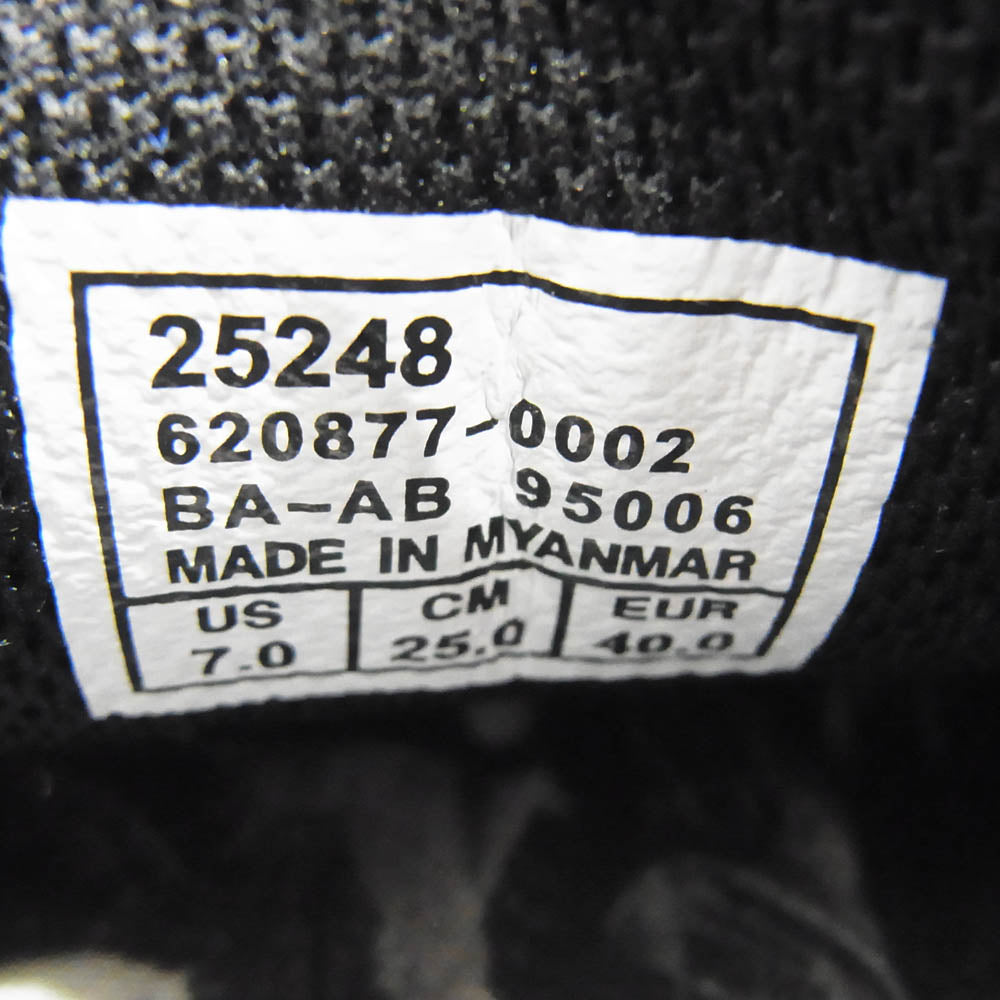 25248
620877-0002
BA-AB 95006
MADE IN MYANMAR
US CM EUR
7.0 25.0 40.0